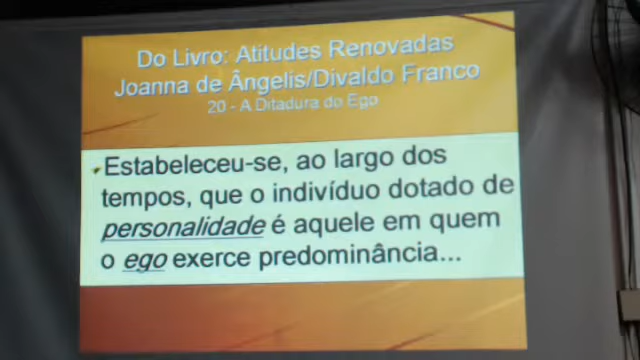 Do Livro: Atitudes Renovadas
Joanna de Ângelis/Divaldo Franco
20 - A Ditadura do Ego
Estabeleceu-se, ao largo dos
tempos, que o indivíduo dotado de
personalidade é aquele em quem
o ego exerce predominância...